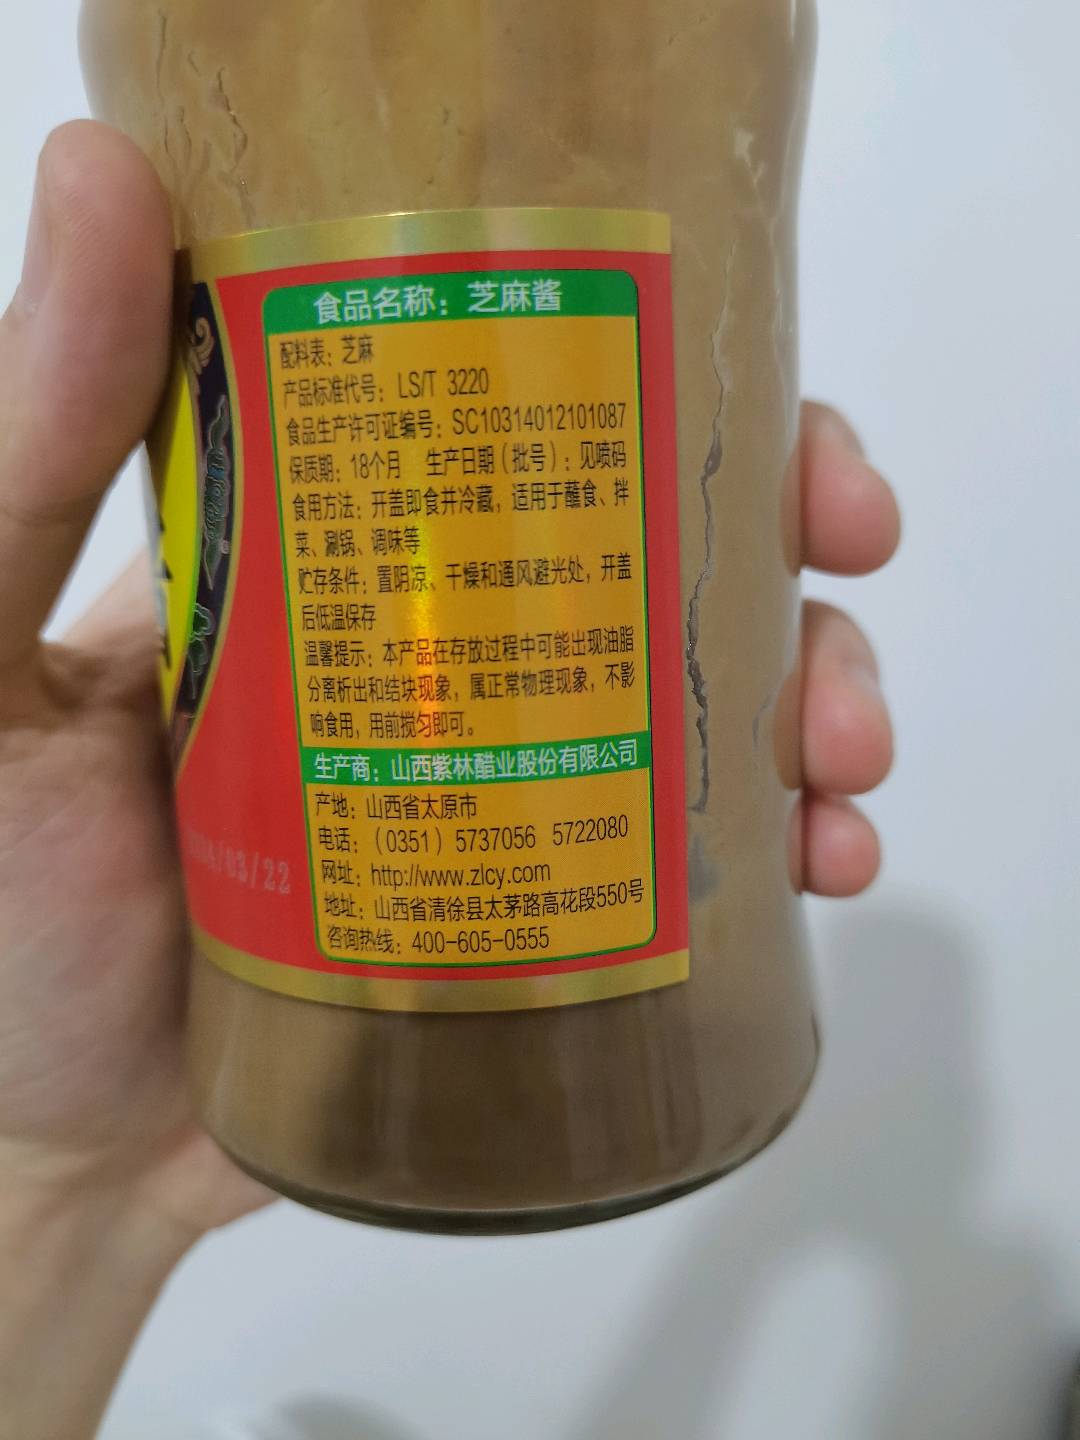 食品名称：芝麻酱
配料表：芝麻
产品标准代号：LS/T 3220
食品生产许可证编号：SC10314012101087
保质期：18个月 生产日期（批号）：见喷码
食用方法：开盖即食并冷藏，适用于蘸食、拌
菜、涮锅、调味等
贮存条件：置阴凉、干燥和通风避光处，开盖
后低温保存
温馨提示：本产品在存放过程中可能出现油脂
分离析出和结块现象，属正常物理现象，不影
响食用，用前搅匀即可。
生产商：山西紫林醋业股份有限公司
产地：山西省太原市
电话：（0351）5737056 5722080
/03/22
网址：http://www.zlcy.com
地址：山西省清徐县太茅路高花段550号
咨询热线：400-605-0555